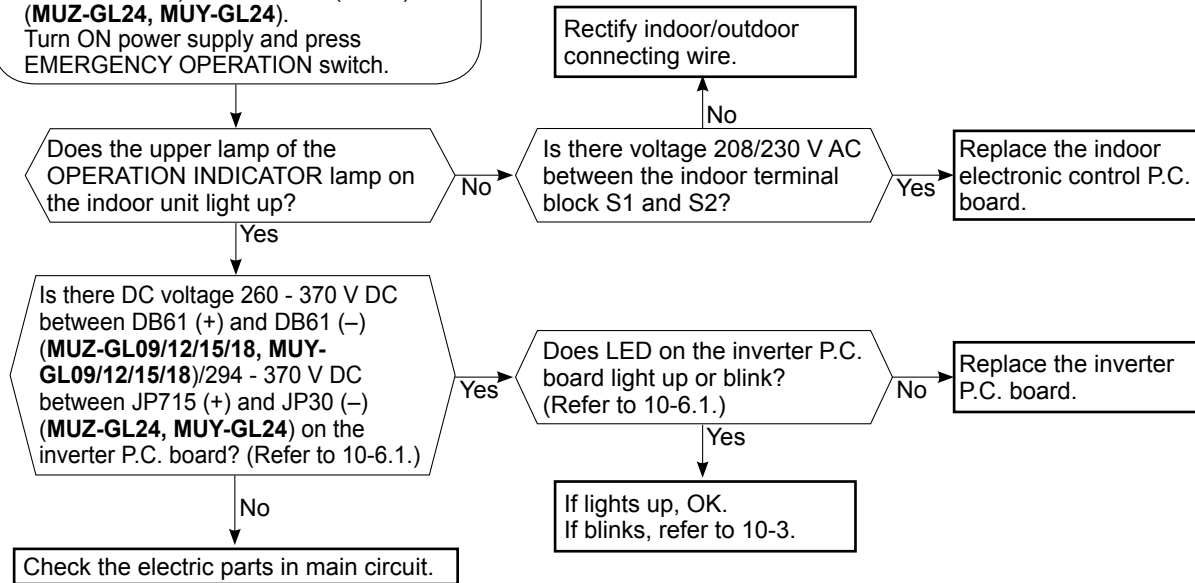 (MUZ-GL24, MUY-GL24).
Turn ON power supply and press
EMERGENCY OPERATION switch.
Rectify indoor/outdoor
connecting wire.
No
Does the upper lamp of the
OPERATION INDICATOR lamp on
the indoor unit light up?
No
Is there voltage 208/230 V AC
between the indoor terminal
block S1 and S2?
Yes
Replace the indoor
electronic control P.C.
board.
Yes
Is there DC voltage 260 - 370 V DC
between DB61 (+) and DB61 (–)
(MUZ-GL09/12/15/18, MUY-
GL09/12/15/18)/294 - 370 V DC
between JP715 (+) and JP30 (–)
(MUZ-GL24, MUY-GL24) on the
inverter P.C. board? (Refer to 10-6.1.)
Yes
Does LED on the inverter P.C.
board light up or blink?
(Refer to 10-6.1.)
No
Replace the inverter
P.C. board.
Yes
If lights up, OK.
If blinks, refer to 10-3.
No
Check the electric parts in main circuit.